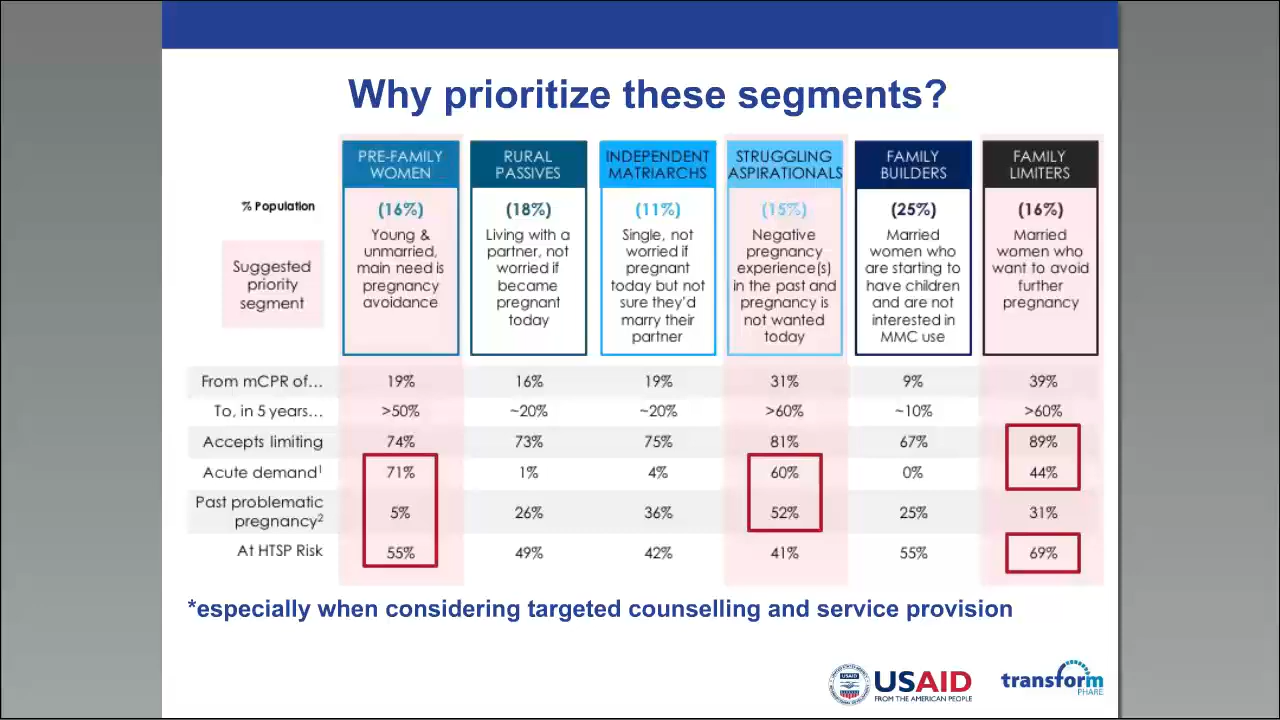 Why prioritize these segments?
PRE-FAMILY
WOMEN
RURAL
PASSIVES
INDEPENDENT
MATRIARCHS
STRUGGLING
ASPIRATIONALS
FAMILY
BUILDERS
FAMILY
LIMITERS
% Population
(16%)
(18%)
(11%)
(15%)
(25%)
(16%)
Suggested
priority
segment
Young &
unmarried,
main need is
pregnancy
avoidance
Living with a
partner, not
worried if
became
pregnant
today
Single, not
worried if
pregnant
today but not
sure they'd
marry their
partner
Negative
pregnancy
experience(s)
in the past and
pregnancy is
not wanted
today
Married
women who
are starting to
have children
and are not
interested in
MMC use
Married
women who
want to avoid
further
pregnancy
From mCPR of… 19% 16% 19% 31% 9% 39%
To, in 5 years… >50% ~20% ~20% >60% ~10% >60%
Accepts limiting 74% 73% 75% 81% 67% 89%
Acute demand¹ 71% 1% 4% 60% 0% 44%
Past problematic
pregnancy² 5% 26% 36% 52% 25% 31%
At HTSP Risk 55% 49% 42% 41% 55% 69%
*especially when considering targeted counselling and service provision
USAID
FROM THE AMERICAN PEOPLE
transform
PHARE